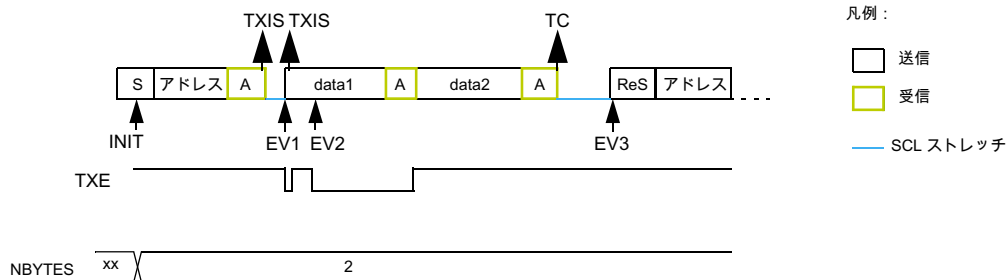 凡例：
TXIS TXIS TC
送信
S アドレス A data1 A data2 A ReS アドレス
受信
INIT EV1 EV2 EV3
SCL ストレッチ
TXE
NBYTES xx 2